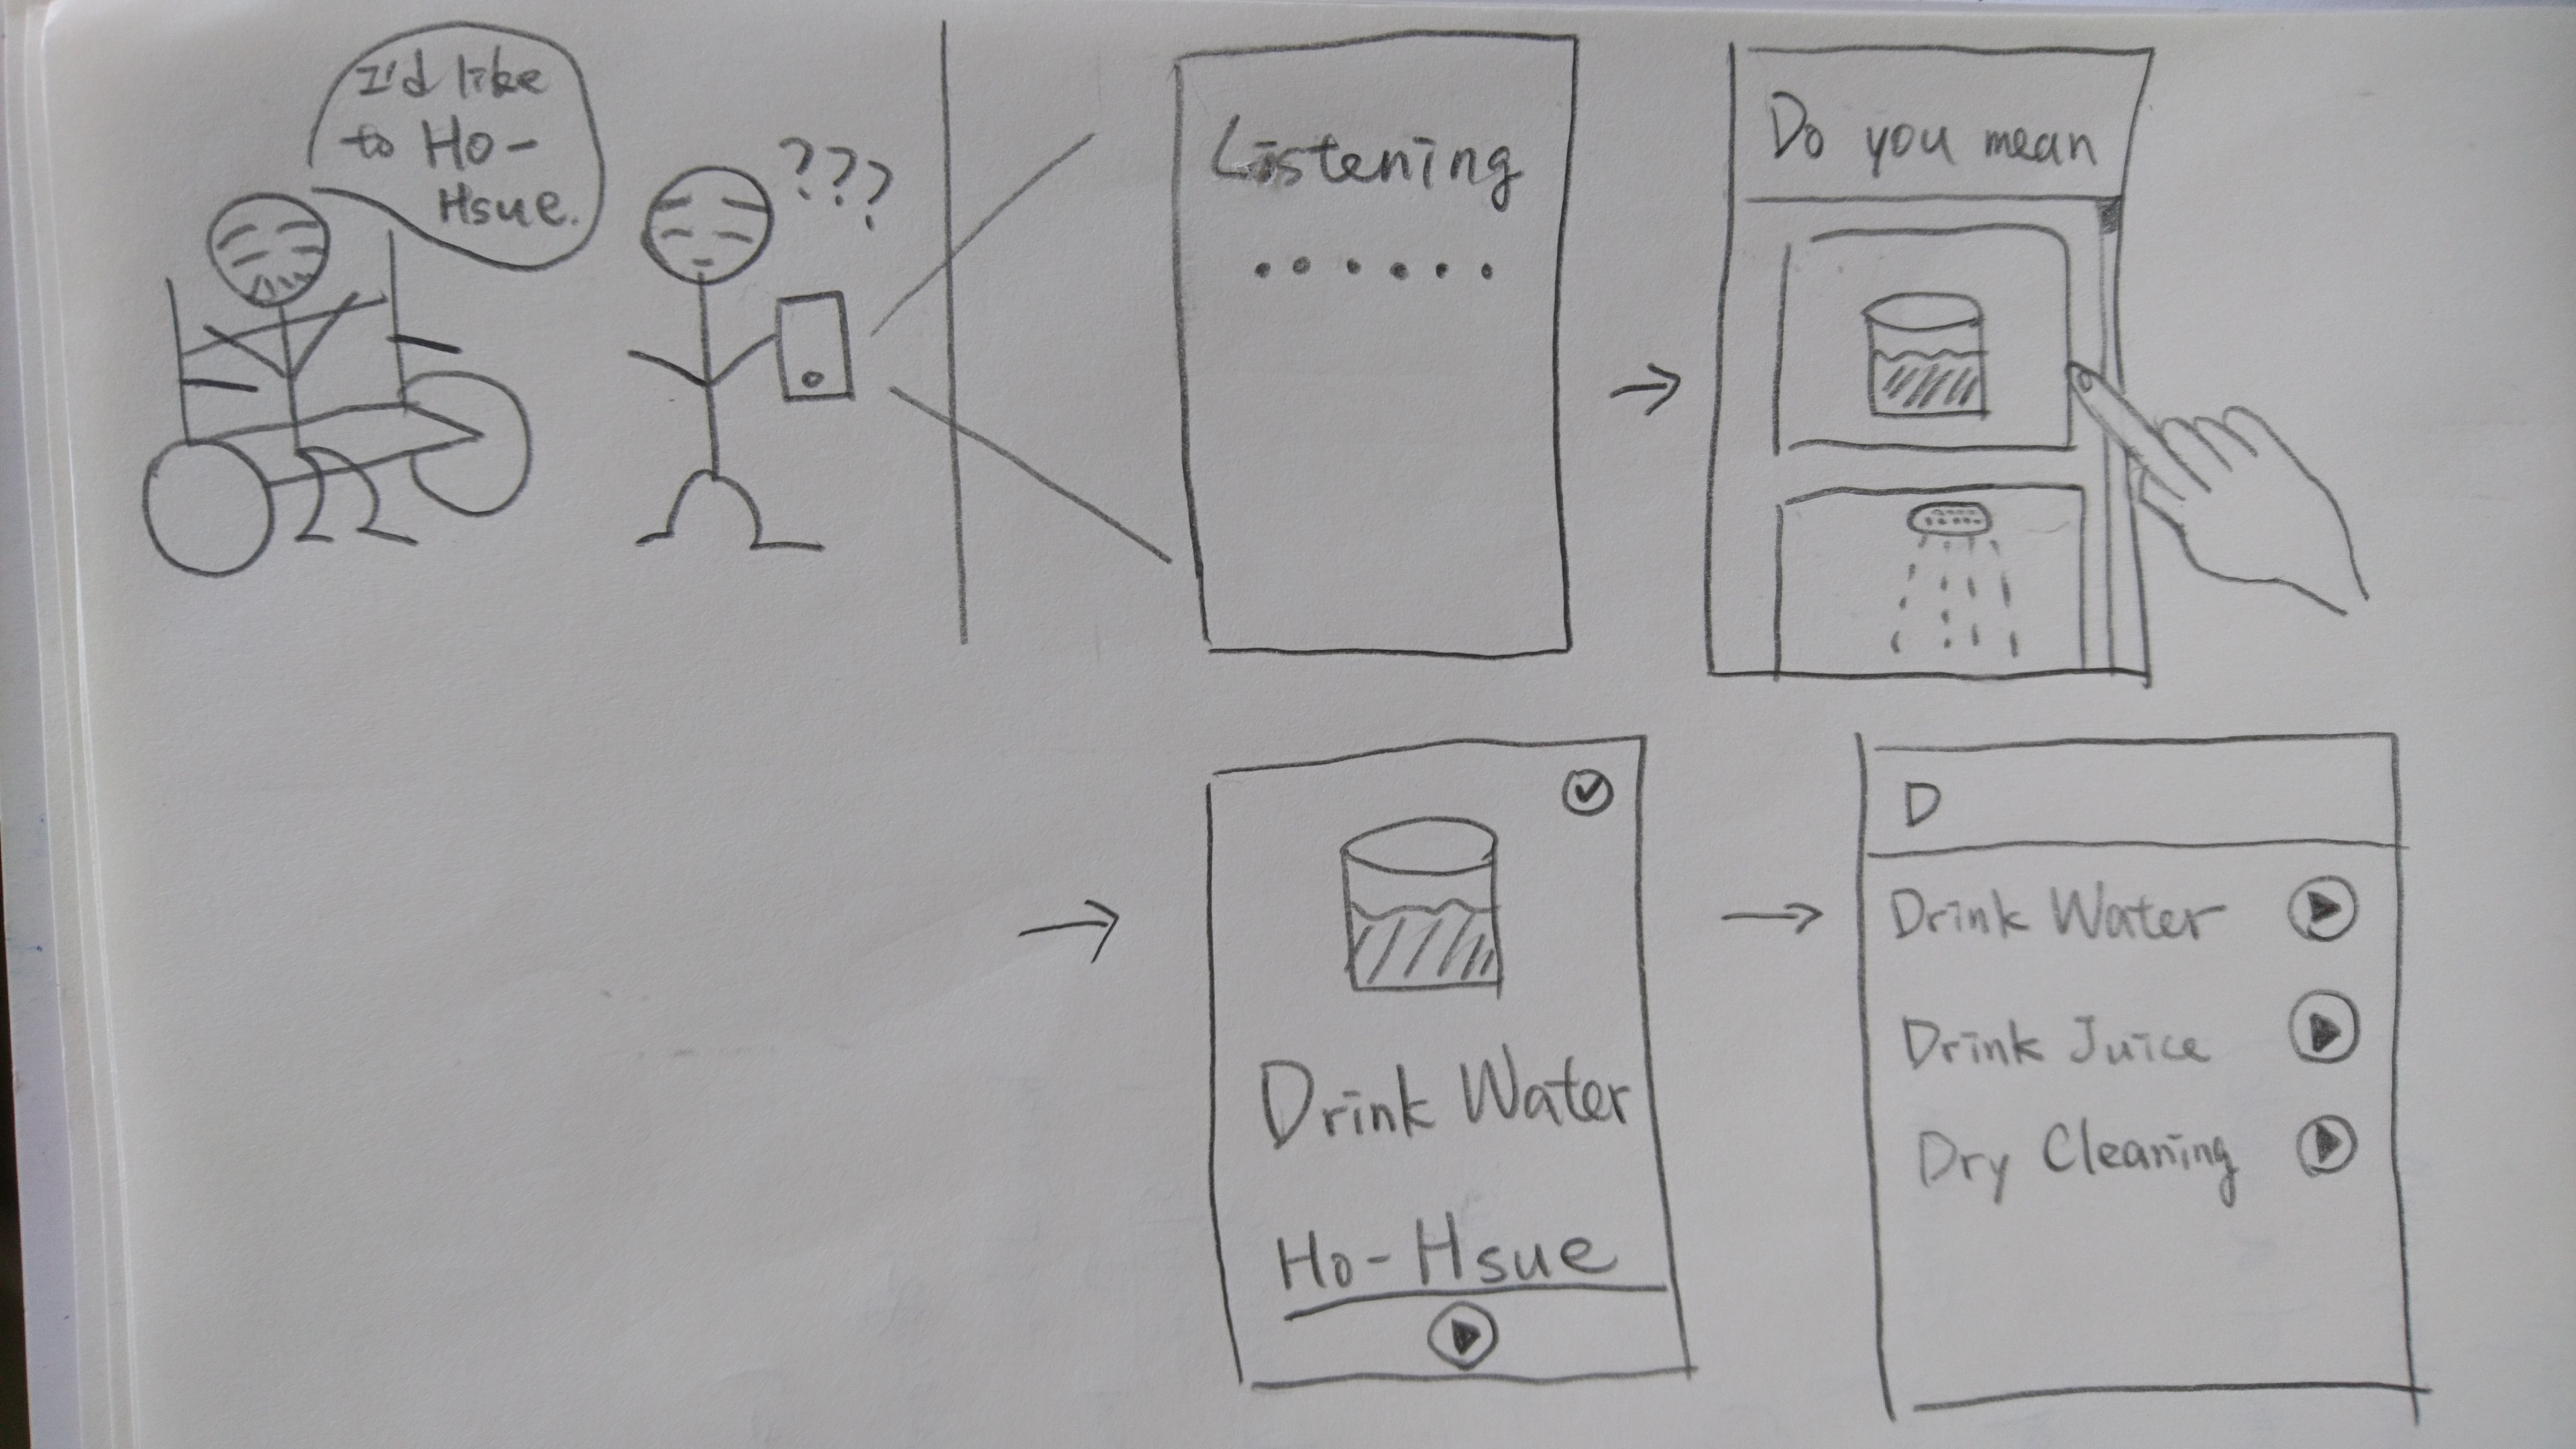 I'd like
to Ho-
Hsue.
???
Listening
......
Do you mean
Drink Water
Ho-Hsue
D
Drink Water
Drink Juice
Dry Cleaning